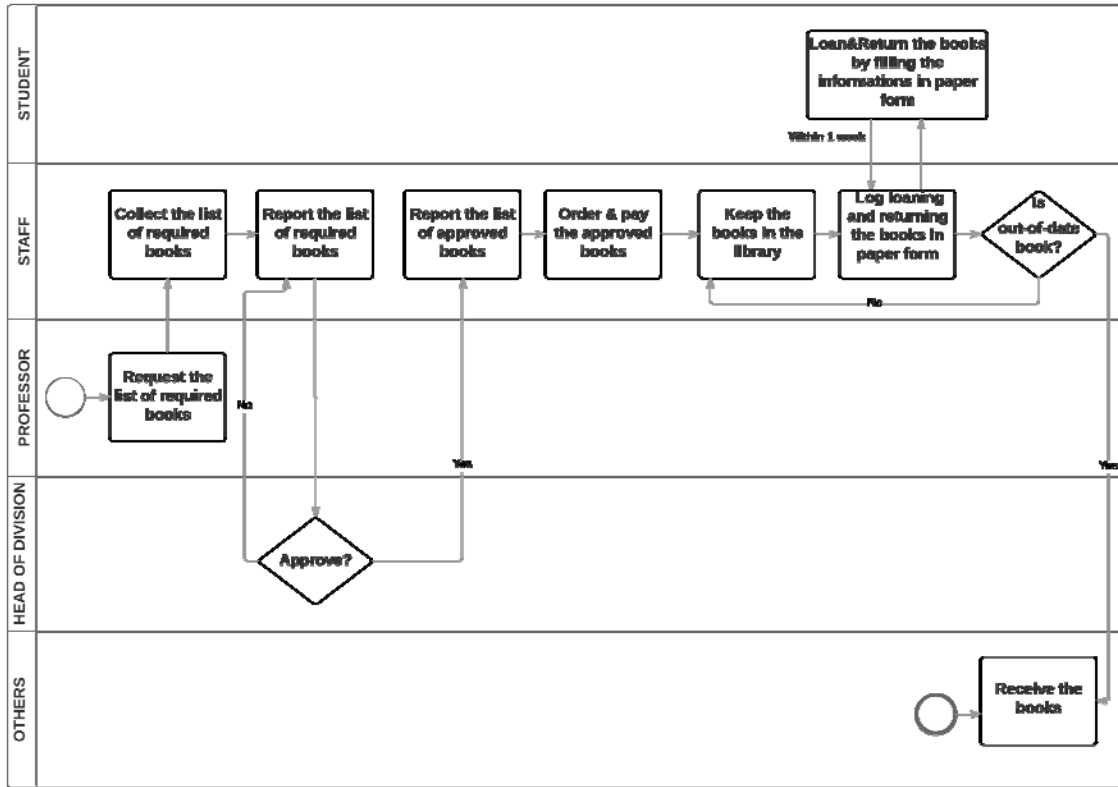 STUDENT
Loan&Return the books
by filling the
informations in paper
form
Within 1 week
STAFF
Collect the list
of required
books
Report the list
of required
books
Report the list
of approved
books
Order & pay
the approved
books
Keep the
books in the
library
Log loaning
and returning
the books in
paper form
Is
out-of-date
book?
No
PROFESSOR
Request the
list of required
books
No
Yes
Yes
HEAD OF DIVISION
Approve?
OTHERS
Receive the
books